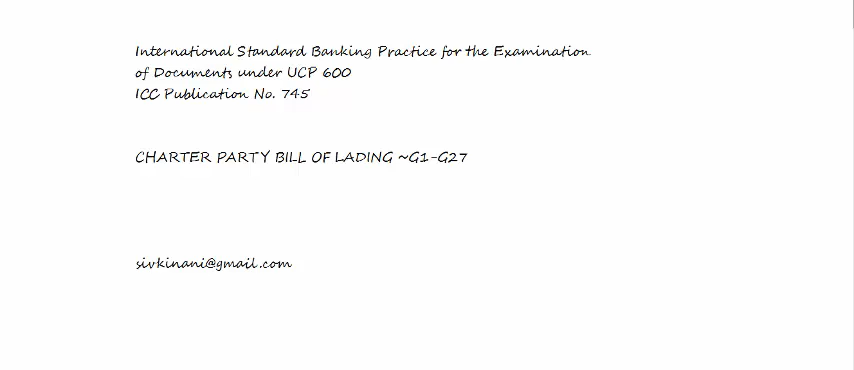 International Standard Banking Practice for the Examination
of Documents under UCP 600
ICC Publication No. 745
CHARTER PARTY BILL OF LADING ~G1-G27
sivkinani@gmail.com